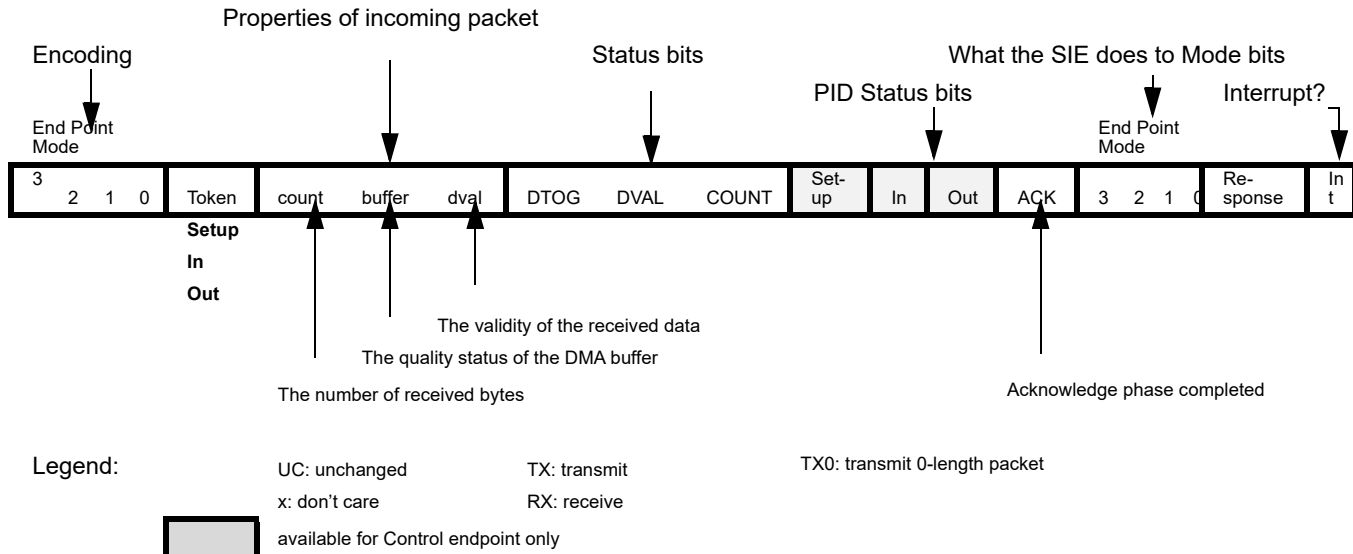 Properties of incoming packet
Encoding
Status bits
What the SIE does to Mode bits
PID Status bits
Interrupt?
End Point
Mode
End Point
Mode
3 2 1 0 Token count buffer dval DTOG DVAL COUNT Set-
up In Out ACK 3 2 1 0 Re-
sponse In
t
Setup
In
Out
The validity of the received data
The quality status of the DMA buffer
The number of received bytes
Acknowledge phase completed
Legend:
UC: unchanged TX: transmit TX0: transmit 0-length packet
x: don't care RX: receive
available for Control endpoint only